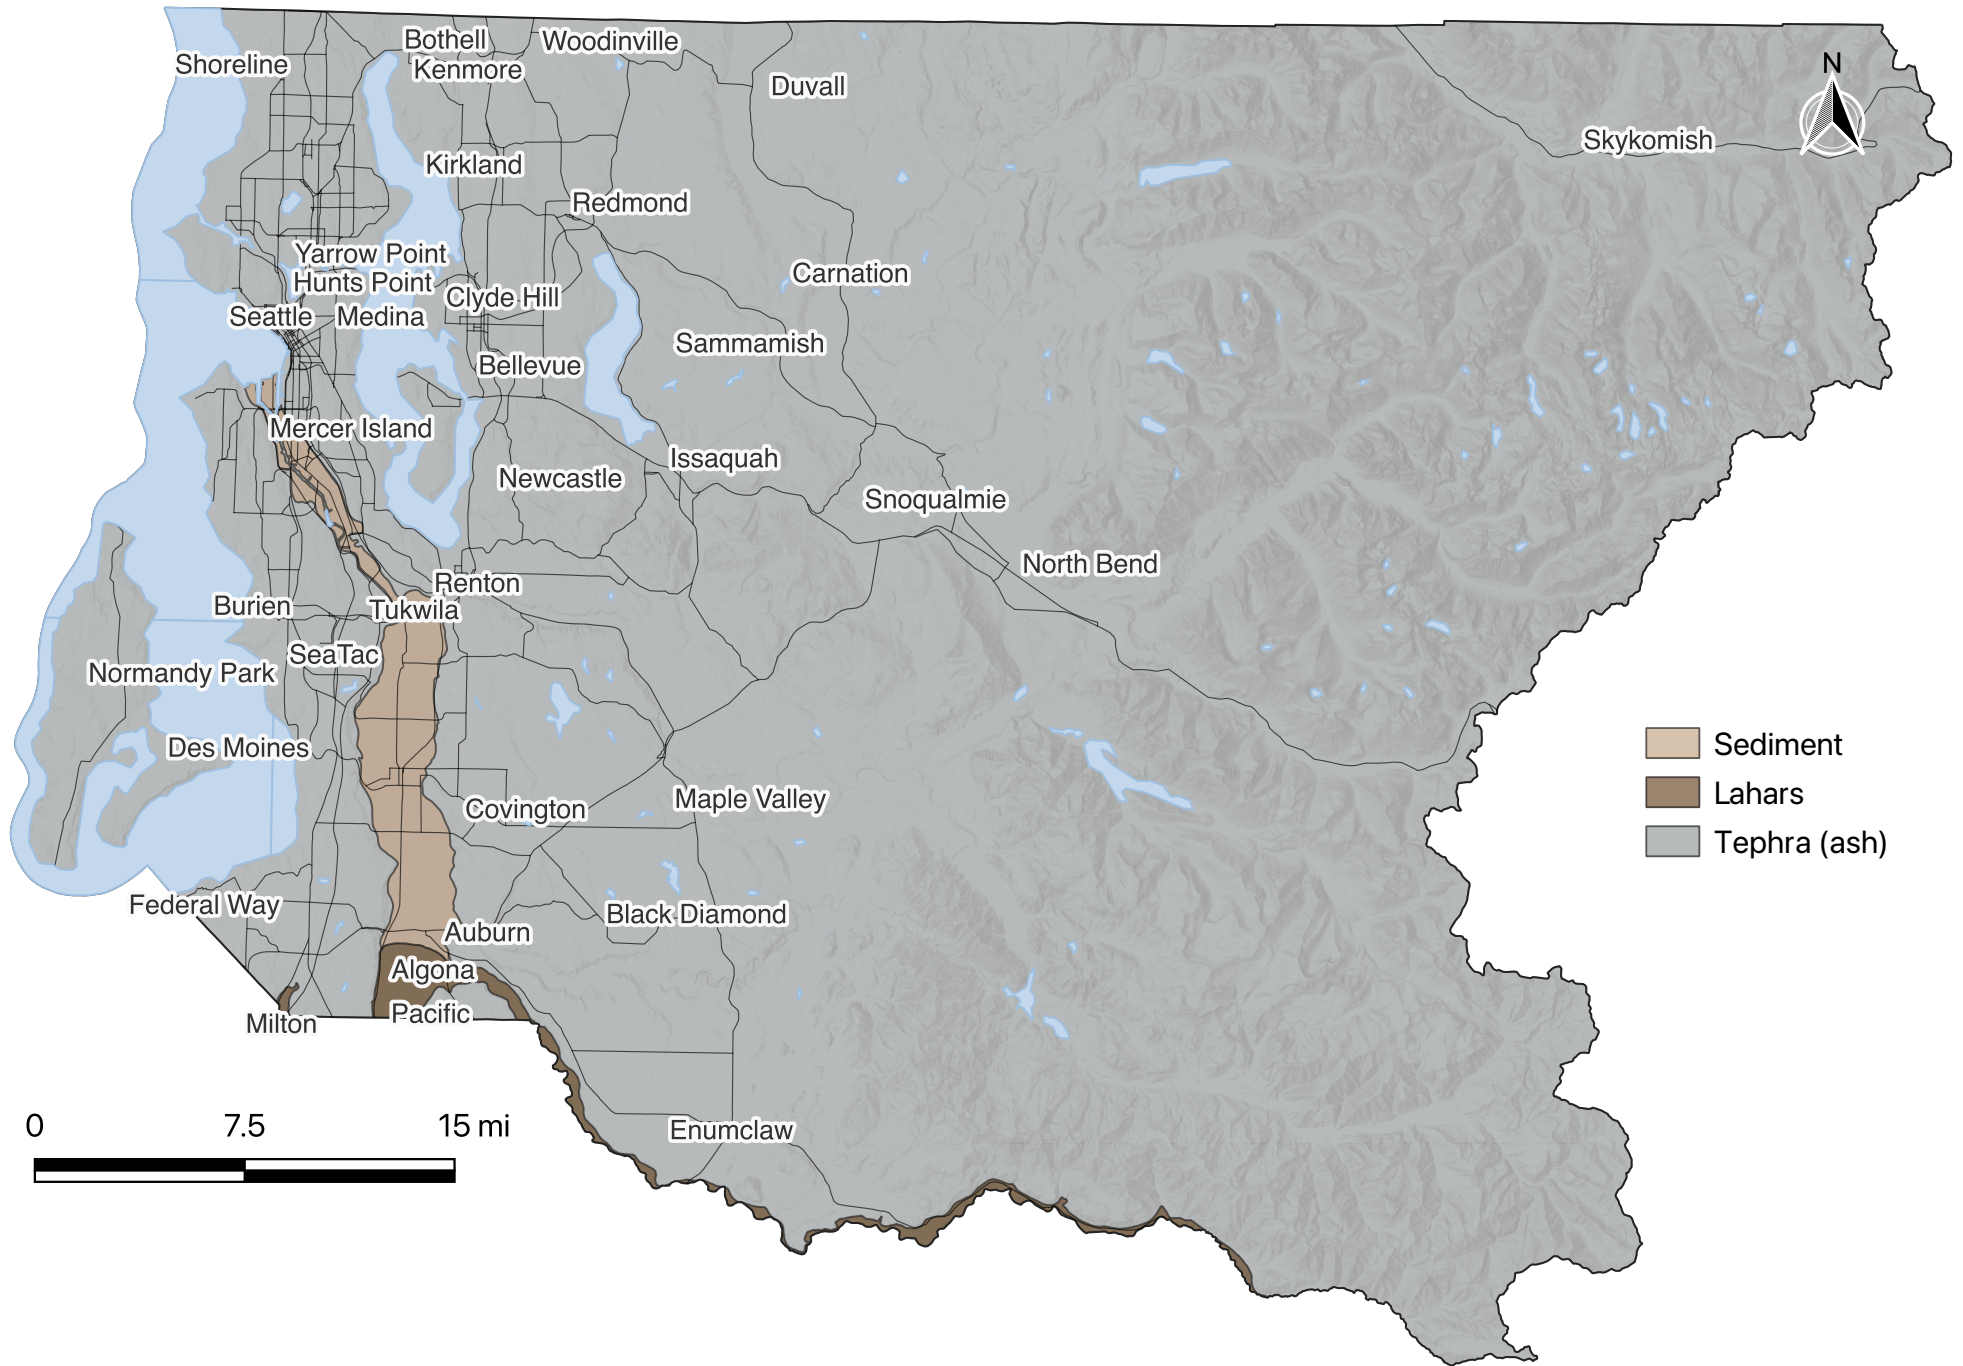 Bothell
Woodinville
Shoreline
Kenmore
N
Duvall
Skykomish
Kirkland
Redmond
Yarrow Point
Hunts Point
Carnation
Clyde Hill
Seattle
Medina
Sammamish
Bellevue
Mercer Island
Issaquah
Newcastle
Snoqualmie
North Bend
Renton
Burien
Tukwila
SeaTac
Normandy Park
Des Moines
Sediment
Lahars
Tephra (ash)
Covington
Maple Valley
Federal Way
Black Diamond
Auburn
Algona
Pacific
Milton
0 7.5 15 mi
Enumclaw